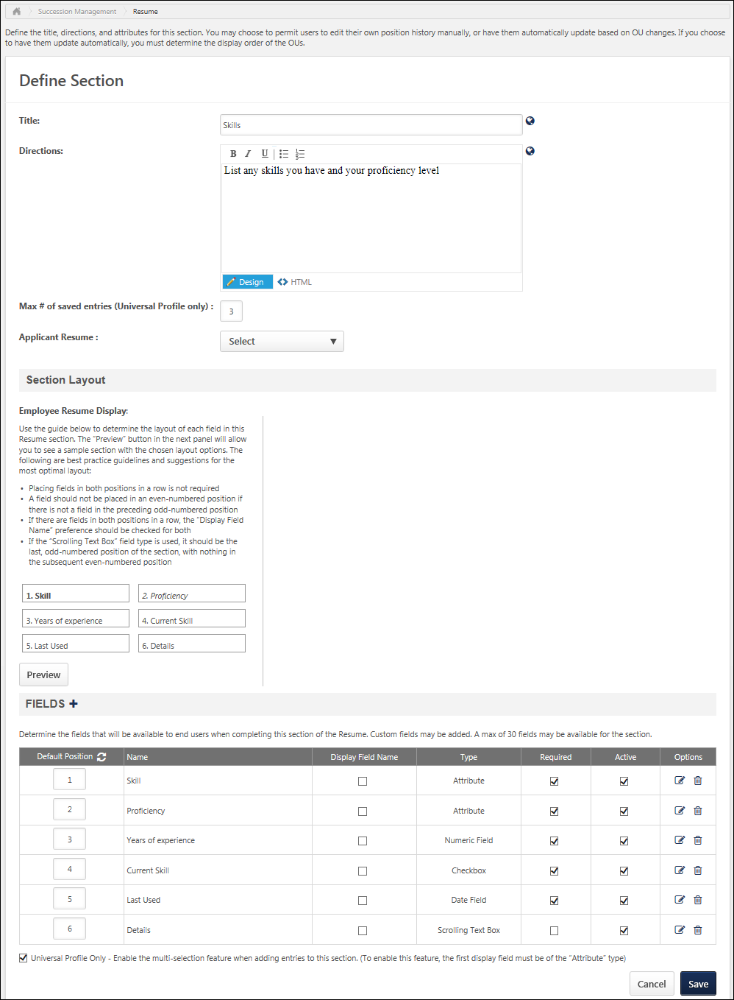 Succession Management Resume
Define the title, directions, and attributes for this section. You may choose to permit users to edit their own position history manually, or have them automatically update based on OU changes. If you choose
to have them update automatically, you must determine the display order of the OUs.
Define Section
Title:
Skills
Directions:
B I U
List any skills you have and your proficiency level
Design HTML
Max # of saved entries (Universal Profile only) :
3
Applicant Resume :
Select
Section Layout
Employee Resume Display:
Use the guide below to determine the layout of each field in this
Resume section. The "Preview" button in the next panel will allow
you to see a sample section with the chosen layout options. The
following are best practice guidelines and suggestions for the
most optimal layout:
• Placing fields in both positions in a row is not required
• A field should not be placed in an even-numbered position if
there is not a field in the preceding odd-numbered position
• If there are fields in both positions in a row, the "Display Field
Name" preference should be checked for both
• If the "Scrolling Text Box" field type is used, it should be the
last, odd-numbered position of the section, with nothing in
the subsequent even-numbered position
1. Skill 2. Proficiency
3. Years of experience 4. Current Skill
5. Last Used 6. Details
Preview
FIELDS
Determine the fields that will be available to end users when completing this section of the Resume. Custom fields may be added. A max of 30 fields may be available for the section.
Default Position Name Display Field Name Type Required Active Options
1 Skill Attribute
2 Proficiency Attribute
3 Years of experience Numeric Field
4 Current Skill Checkbox
5 Last Used Date Field
6 Details Scrolling Text Box
Universal Profile Only - Enable the multi-selection feature when adding entries to this section. (To enable this feature, the first display field must be of the "Attribute" type)
Cancel Save